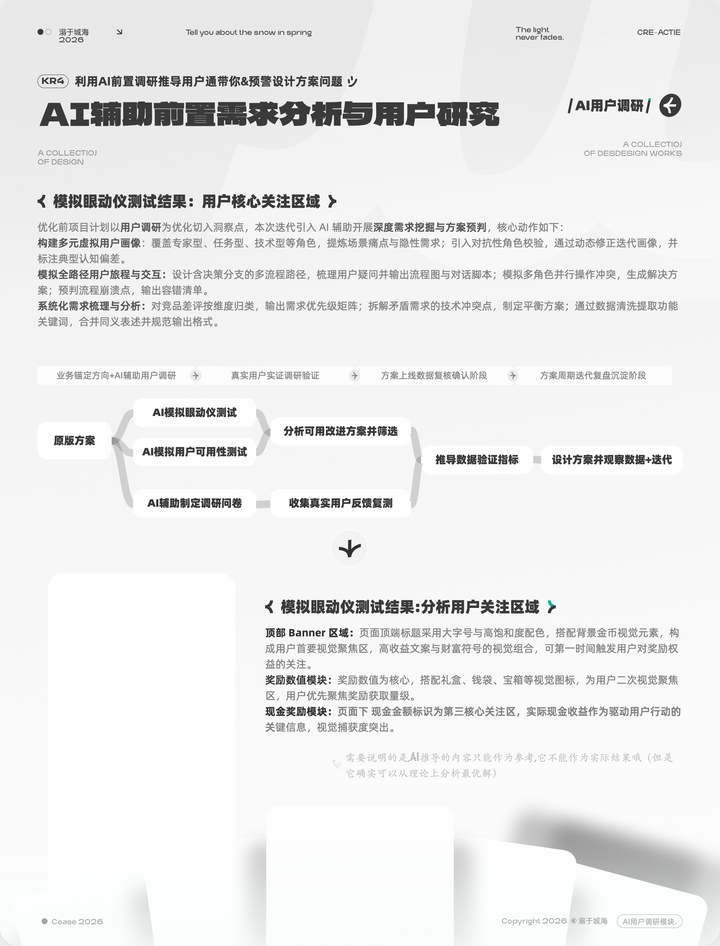 溺于城海
2026
Tell you about the snow in spring
The light
never fades.
CRE-ACTIE
KR4 利用AI前置调研推导用户通带你&预警设计方案问题
AI辅助前置需求分析与用户研究
/AI用户调研/
A COLLECTIOJ
OF DESIGN
A COLLECTIOJ
OF DESDESIGN WORKS
模拟眼动仪测试结果：用户核心关注区域
优化前项目计划以用户调研为优化切入洞察点，本次迭代引入 AI 辅助开展深度需求挖掘与方案预判，核心动作如下：
构建多元虚拟用户画像：覆盖专家型、任务型、技术型等角色，提炼场景痛点与隐性需求；引入对抗性角色校验，通过动态修正迭代画像，并
标注典型认知偏差。
模拟全路径用户旅程与交互：设计含决策分支的多流程路径，梳理用户疑问并输出流程图与对话脚本；模拟多角色并行操作冲突，生成解决方
案；预判流程崩溃点，输出容错清单。
系统化需求梳理与分析：对竞品差评按维度归类，输出需求优先级矩阵；拆解矛盾需求的技术冲突点，制定平衡方案；通过数据清洗提取功能
关键词，合并同义表述并规范输出格式。
业务锚定方向+AI辅助用户调研
真实用户实证调研验证
方案上线数据复核确认阶段
方案周期迭代复盘沉淀阶段
原版方案
AI模拟眼动仪测试
AI模拟用户可用性测试
AI辅助制定调研问卷
分析可用改进方案并筛选
收集真实用户反馈复测
推导数据验证指标
设计方案并观察数据+迭代
模拟眼动仪测试结果:分析用户关注区域
顶部 Banner 区域：页面顶端标题采用大字号与高饱和度配色，搭配背景金币视觉元素，构
成用户首要视觉聚焦区，高收益文案与财富符号的视觉组合，可第一时间触发用户对奖励权
益的关注。
奖励数值模块：奖励数值为核心，搭配礼盒、钱袋、宝箱等视觉图标，为用户二次视觉聚焦
区，用户优先聚焦奖励获取量级。
现金奖励模块：页面下 现金金额标识为第三核心关注区，实际现金收益作为驱动用户行动的
关键信息，视觉捕获度突出。
需要说明的是,AI推导的内容只能作为参考,它不能作为实际结果哦（但是
它确实可以从理论上分析最优解）
Cease 2026
Copyright 2026 ® 溺于城海
AI用户调研模块.